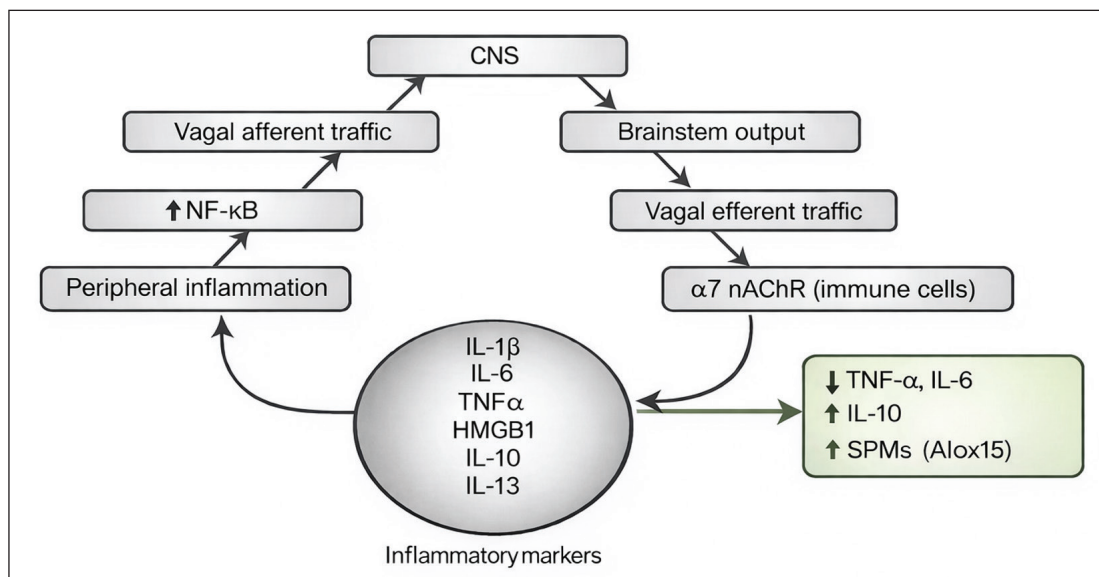 CNS
Vagal afferent traffic
Brainstem output
↑ NF-κB
Vagal efferent traffic
Peripheral inflammation
α7 nAChR (immune cells)
IL-1β
IL-6
TNFα
HMGB1
IL-10
IL-13
↓ TNF-α, IL-6
↑ IL-10
↑ SPMs (Alox15)
Inflammatory markers